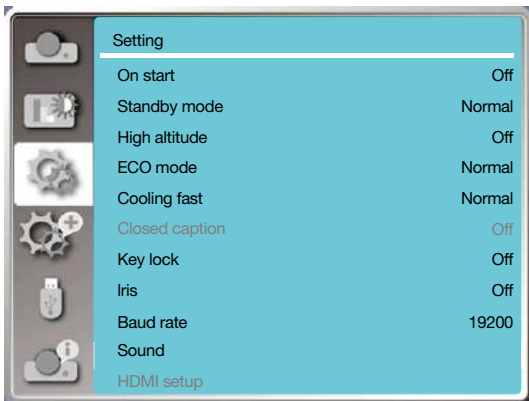 Setting
On start Off
Standby mode Normal
High altitude Off
ECO mode Normal
Cooling fast Normal
Closed caption Off
Key lock Off
Iris Off
Baud rate 19200
Sound
HDMI setup